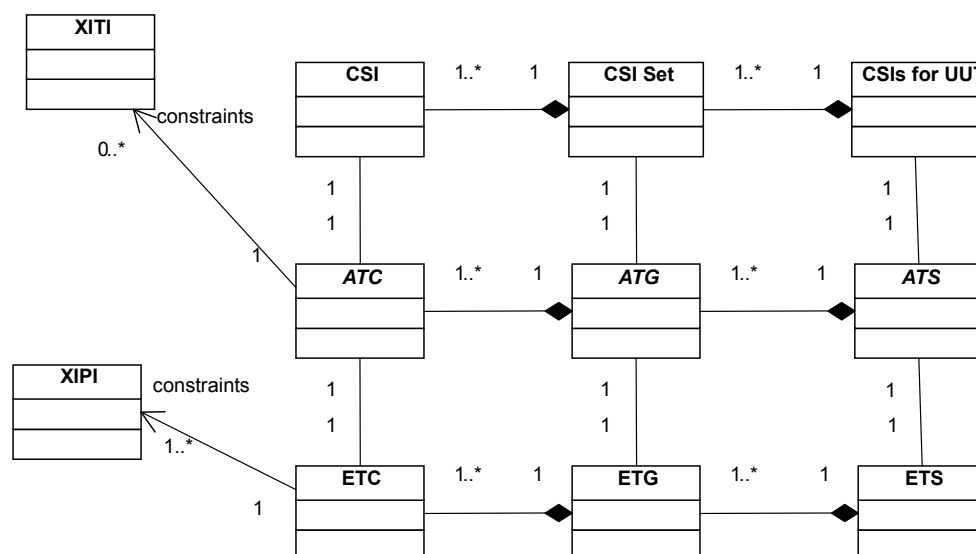 XITI
CSI
1..*
1
CSI Set
1..*
1
CSIs for UUT
constraints
0..*
1
1
1
1
1
1
1
ATC
1..*
1
ATG
1..*
1
ATS
XIPI
constraints
1
1
1
1
1
1
1..*
1
ETC
1..*
1
ETG
1..*
1
ETS